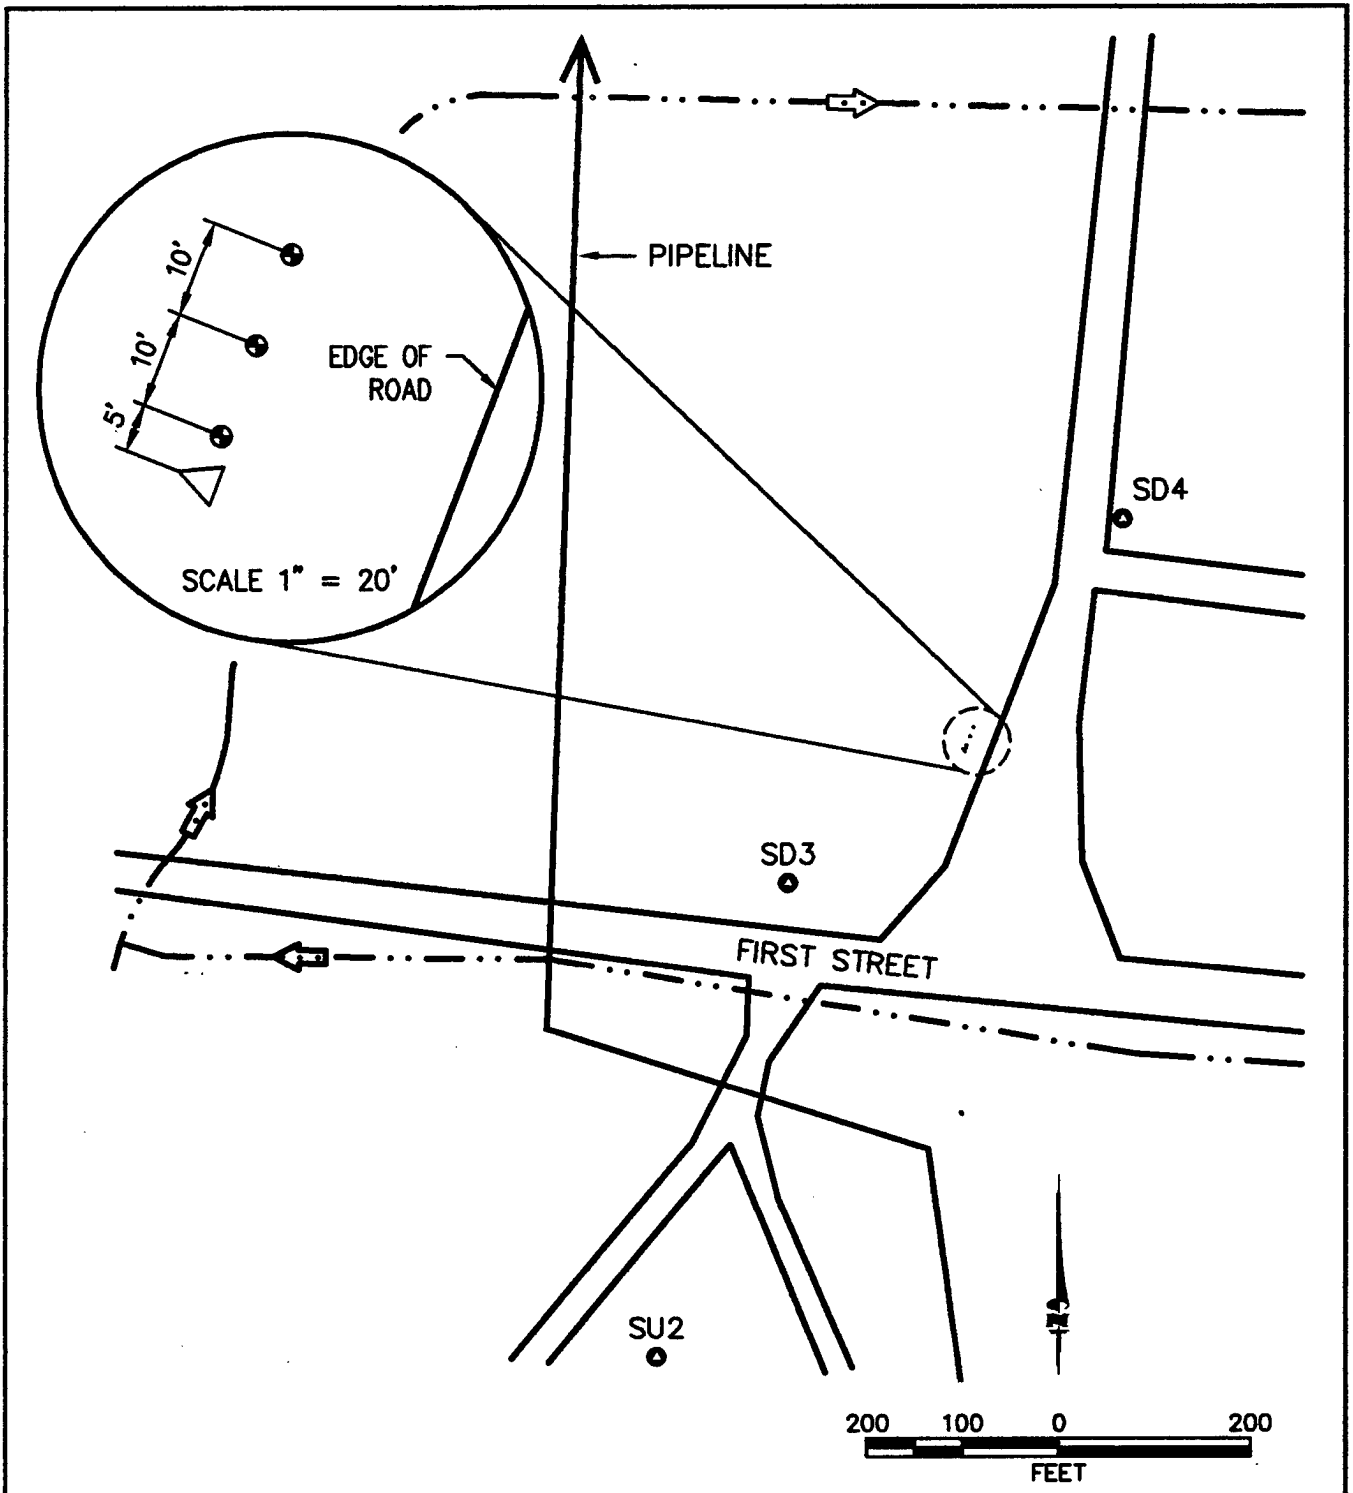 PIPELINE
10'
10'
5'
EDGE OF
ROAD
SCALE 1" = 20'
SD4
SD3
FIRST STREET
SU2
N
200 100 0 200
FEET